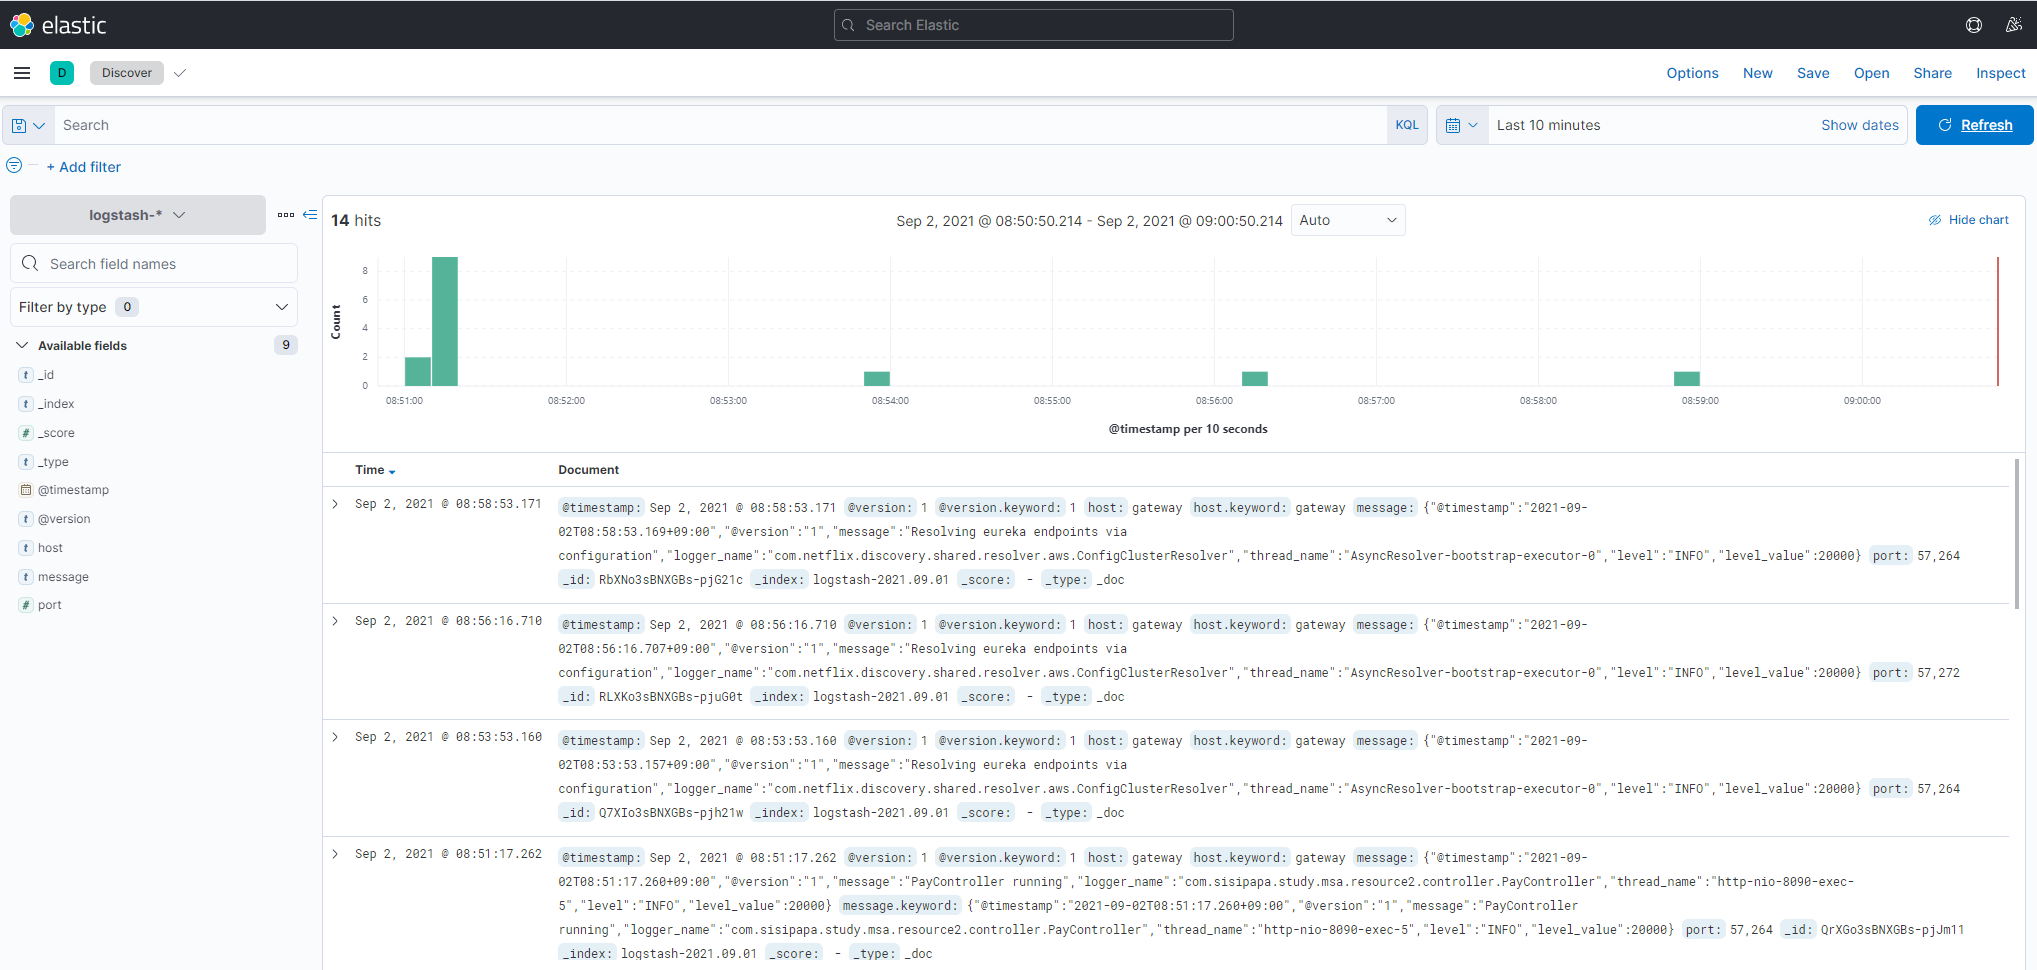 elastic
Search Elastic
D Discover Options New Save Open Share Inspect
Search KQL Last 10 minutes Show dates Refresh
+ Add filter
logstash-*
Search field names
Filter by type 0
Available fields 9
t _id
t _index
# _score
t _type
@timestamp
t @version
t host
t message
# port
14 hits Sep 2, 2021 @ 08:50:50.214 - Sep 2, 2021 @ 09:00:50.214 Auto Hide chart
Count
8
6
4
2
0
08:51:00 08:52:00 08:53:00 08:54:00 08:55:00 08:56:00 08:57:00 08:58:00 08:59:00 09:00:00
@timestamp per 10 seconds
Time Document
Sep 2, 2021 @ 08:58:53.171 @timestamp: Sep 2, 2021 @ 08:58:53.171 @version: 1 @version.keyword: 1 host: gateway host.keyword: gateway message: {"@timestamp":"2021-09-
02T08:58:53.169+09:00","@version":"1","message":"Resolving eureka endpoints via
configuration","logger_name":"com.netflix.discovery.shared.resolver.aws.ConfigClusterResolver","thread_name":"AsyncResolver-bootstrap-executor-0","level":"INFO","level_value":20000} port: 57,264
_id: RbXNo3sBNXGBs-pjG21c _index: logstash-2021.09.01 _score: - _type: _doc
Sep 2, 2021 @ 08:56:16.710 @timestamp: Sep 2, 2021 @ 08:56:16.710 @version: 1 @version.keyword: 1 host: gateway host.keyword: gateway message: {"@timestamp":"2021-09-
02T08:56:16.707+09:00","@version":"1","message":"Resolving eureka endpoints via
configuration","logger_name":"com.netflix.discovery.shared.resolver.aws.ConfigClusterResolver","thread_name":"AsyncResolver-bootstrap-executor-0","level":"INFO","level_value":20000} port: 57,272
_id: RLXKo3sBNXGBs-pjuG0t _index: logstash-2021.09.01 _score: - _type: _doc
Sep 2, 2021 @ 08:53:53.160 @timestamp: Sep 2, 2021 @ 08:53:53.160 @version: 1 @version.keyword: 1 host: gateway host.keyword: gateway message: {"@timestamp":"2021-09-
02T08:53:53.157+09:00","@version":"1","message":"Resolving eureka endpoints via
configuration","logger_name":"com.netflix.discovery.shared.resolver.aws.ConfigClusterResolver","thread_name":"AsyncResolver-bootstrap-executor-0","level":"INFO","level_value":20000} port: 57,264
_id: Q7XIo3sBNXGBs-pjh21w _index: logstash-2021.09.01 _score: - _type: _doc
Sep 2, 2021 @ 08:51:17.262 @timestamp: Sep 2, 2021 @ 08:51:17.262 @version: 1 @version.keyword: 1 host: gateway host.keyword: gateway message: {"@timestamp":"2021-09-
02T08:51:17.260+09:00","@version":"1","message":"PayController running","logger_name":"com.sisipapa.study.msa.resource2.controller.PayController","thread_name":"http-nio-8090-exec-
5","level":"INFO","level_value":20000} message.keyword: {"@timestamp":"2021-09-02T08:51:17.260+09:00","@version":"1","message":"PayController
running","logger_name":"com.sisipapa.study.msa.resource2.controller.PayController","thread_name":"http-nio-8090-exec-5","level":"INFO","level_value":20000} port: 57,264 _id: QrXGo3sBNXGBs-pjJm11
_index: logstash-2021.09.01 _score: - _type: _doc